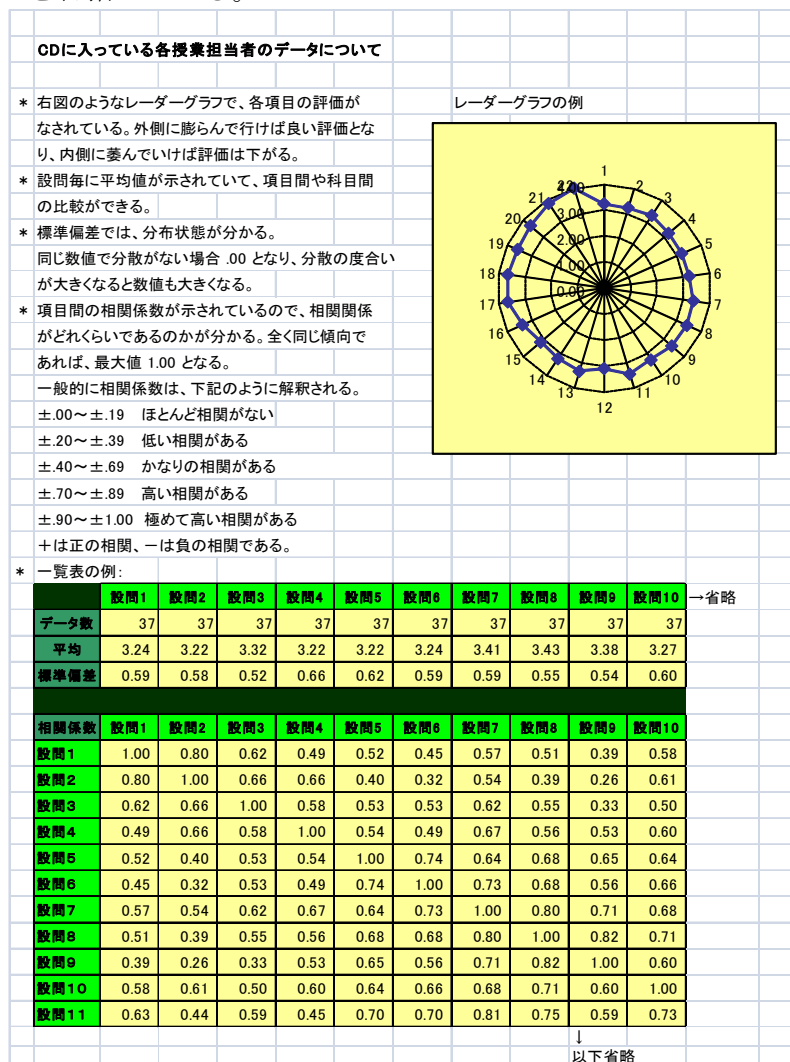 CDに入っている各授業担当者のデータについて
* 右図のようなレーダーグラフで、各項目の評価が
なされている。外側に膨らんで行けば良い評価とな
り、内側に萎んでいけば評価は下がる。
* 設問毎に平均値が示されていて、項目間や科目間
の比較ができる。
* 標準偏差では、分布状態が分かる。
同じ数値で分散がない場合 .00 となり、分散の度合い
が大きくなると数値も大きくなる。
* 項目間の相関係数が示されているので、相関関係
がどれくらいであるのかが分かる。全く同じ傾向で
あれば、最大値 1.00 となる。
一般的に相関係数は、下記のように解釈される。
±.00～±.19 ほとんど相関がない
±.20～±.39 低い相関がある
±.40～±.69 かなりの相関がある
±.70～±.89 高い相関がある
±.90～±1.00 極めて高い相関がある
＋は正の相関、－は負の相関である。
レーダーグラフの例
1
2
3
4
5
6
7
8
9
10
11
12
13
14
15
16
17
18
19
20
21
22
4.00
3.00
2.00
1.00
0.00
* 一覧表の例:
設問1 設問2 設問3 設問4 設問5 設問6 設問7 設問8 設問9 設問10 →省略
データ数 37 37 37 37 37 37 37 37 37 37
平均 3.24 3.22 3.32 3.22 3.22 3.24 3.41 3.43 3.38 3.27
標準偏差 0.59 0.58 0.52 0.66 0.62 0.59 0.59 0.55 0.54 0.60
相関係数 設問1 設問2 設問3 設問4 設問5 設問6 設問7 設問8 設問9 設問10
設問1 1.00 0.80 0.62 0.49 0.52 0.45 0.57 0.51 0.39 0.58
設問2 0.80 1.00 0.66 0.66 0.40 0.32 0.54 0.39 0.26 0.61
設問3 0.62 0.66 1.00 0.58 0.53 0.53 0.62 0.55 0.33 0.50
設問4 0.49 0.66 0.58 1.00 0.54 0.49 0.67 0.56 0.53 0.60
設問5 0.52 0.40 0.53 0.54 1.00 0.74 0.64 0.68 0.65 0.64
設問6 0.45 0.32 0.53 0.49 0.74 1.00 0.73 0.68 0.56 0.66
設問7 0.57 0.54 0.62 0.67 0.64 0.73 1.00 0.80 0.71 0.68
設問8 0.51 0.39 0.55 0.56 0.68 0.68 0.80 1.00 0.82 0.71
設問9 0.39 0.26 0.33 0.53 0.65 0.56 0.71 0.82 1.00 0.60
設問10 0.58 0.61 0.50 0.60 0.64 0.66 0.68 0.71 0.60 1.00
設問11 0.63 0.44 0.59 0.45 0.70 0.70 0.81 0.75 0.59 0.73
↓
以下省略